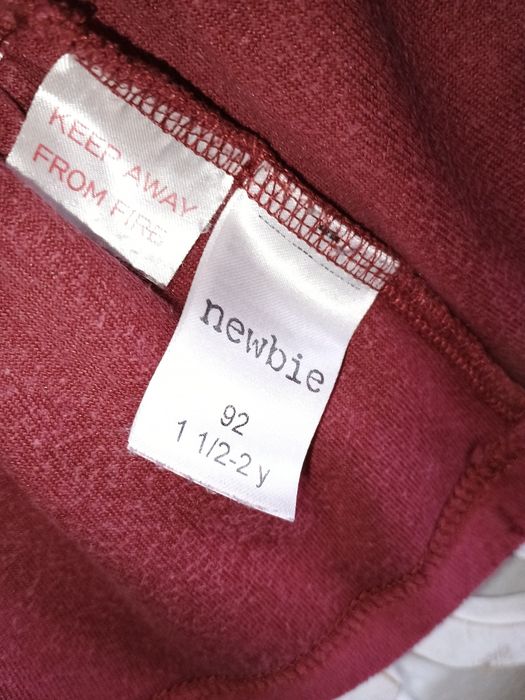 KEEP AWAY
FROM FIRE
newbie
92
1 1/2-2 y